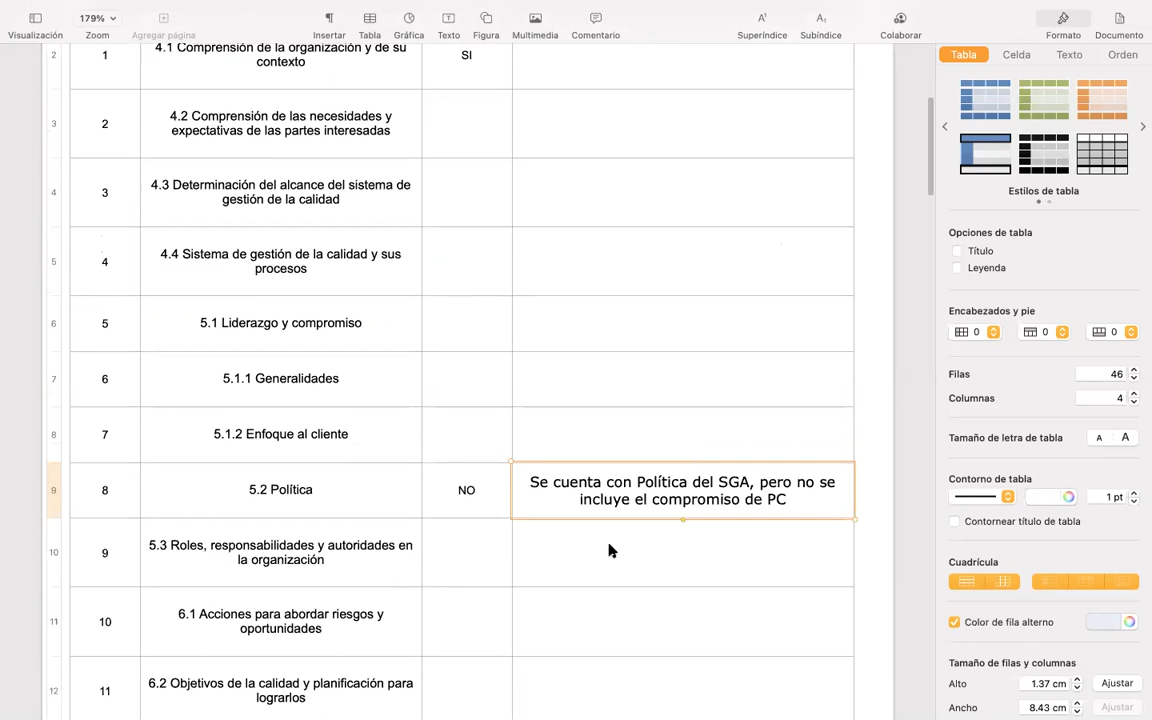 179%
Visualización
Zoom
Agregar página
Insertar
Tabla
Gráfica
Texto
Figura
Multimedia
Comentario
Superíndice
Subíndice
Colaborar
Formato
Documento
2
1
4.1 Comprensión de la organización y de su
contexto
SI
3
2
4.2 Comprensión de las necesidades y
expectativas de las partes interesadas
4
3
4.3 Determinación del alcance del sistema de
gestión de la calidad
5
4
4.4 Sistema de gestión de la calidad y sus
procesos
6
5
5.1 Liderazgo y compromiso
7
6
5.1.1 Generalidades
8
7
5.1.2 Enfoque al cliente
9
8
5.2 Política
NO
Se cuenta con Política del SGA, pero no se
incluye el compromiso de PC
10
9
5.3 Roles, responsabilidades y autoridades en
la organización
11
10
6.1 Acciones para abordar riesgos y
oportunidades
12
11
6.2 Objetivos de la calidad y planificación para
lograrlos
Tabla
Celda
Texto
Orden
Estilos de tabla
Opciones de tabla
Título
Leyenda
Encabezados y pie
0
0
0
Filas
46
Columnas
4
Tamaño de letra de tabla
A
A
Contorno de tabla
1 pt
Contornear título de tabla
Cuadrícula
Color de fila alterno
Tamaño de filas y columnas
Alto
1.37 cm
Ajustar
Ancho
8.43 cm
Ajustar